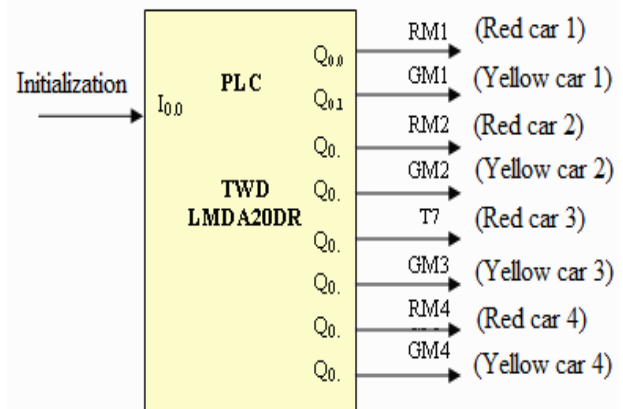 RM1 (Red car 1)
Q0.0
Initialization
PLC
GM1 (Yellow car 1)
I0.0
Q0.1
RM2 (Red car 2)
Q0.
GM2 (Yellow car 2)
TWD
Q0.
LMDA20DR
T7 (Red car 3)
Q0.
GM3 (Yellow car 3)
Q0.
RM4 (Red car 4)
Q0.
GM4 (Yellow car 4)
Q0.